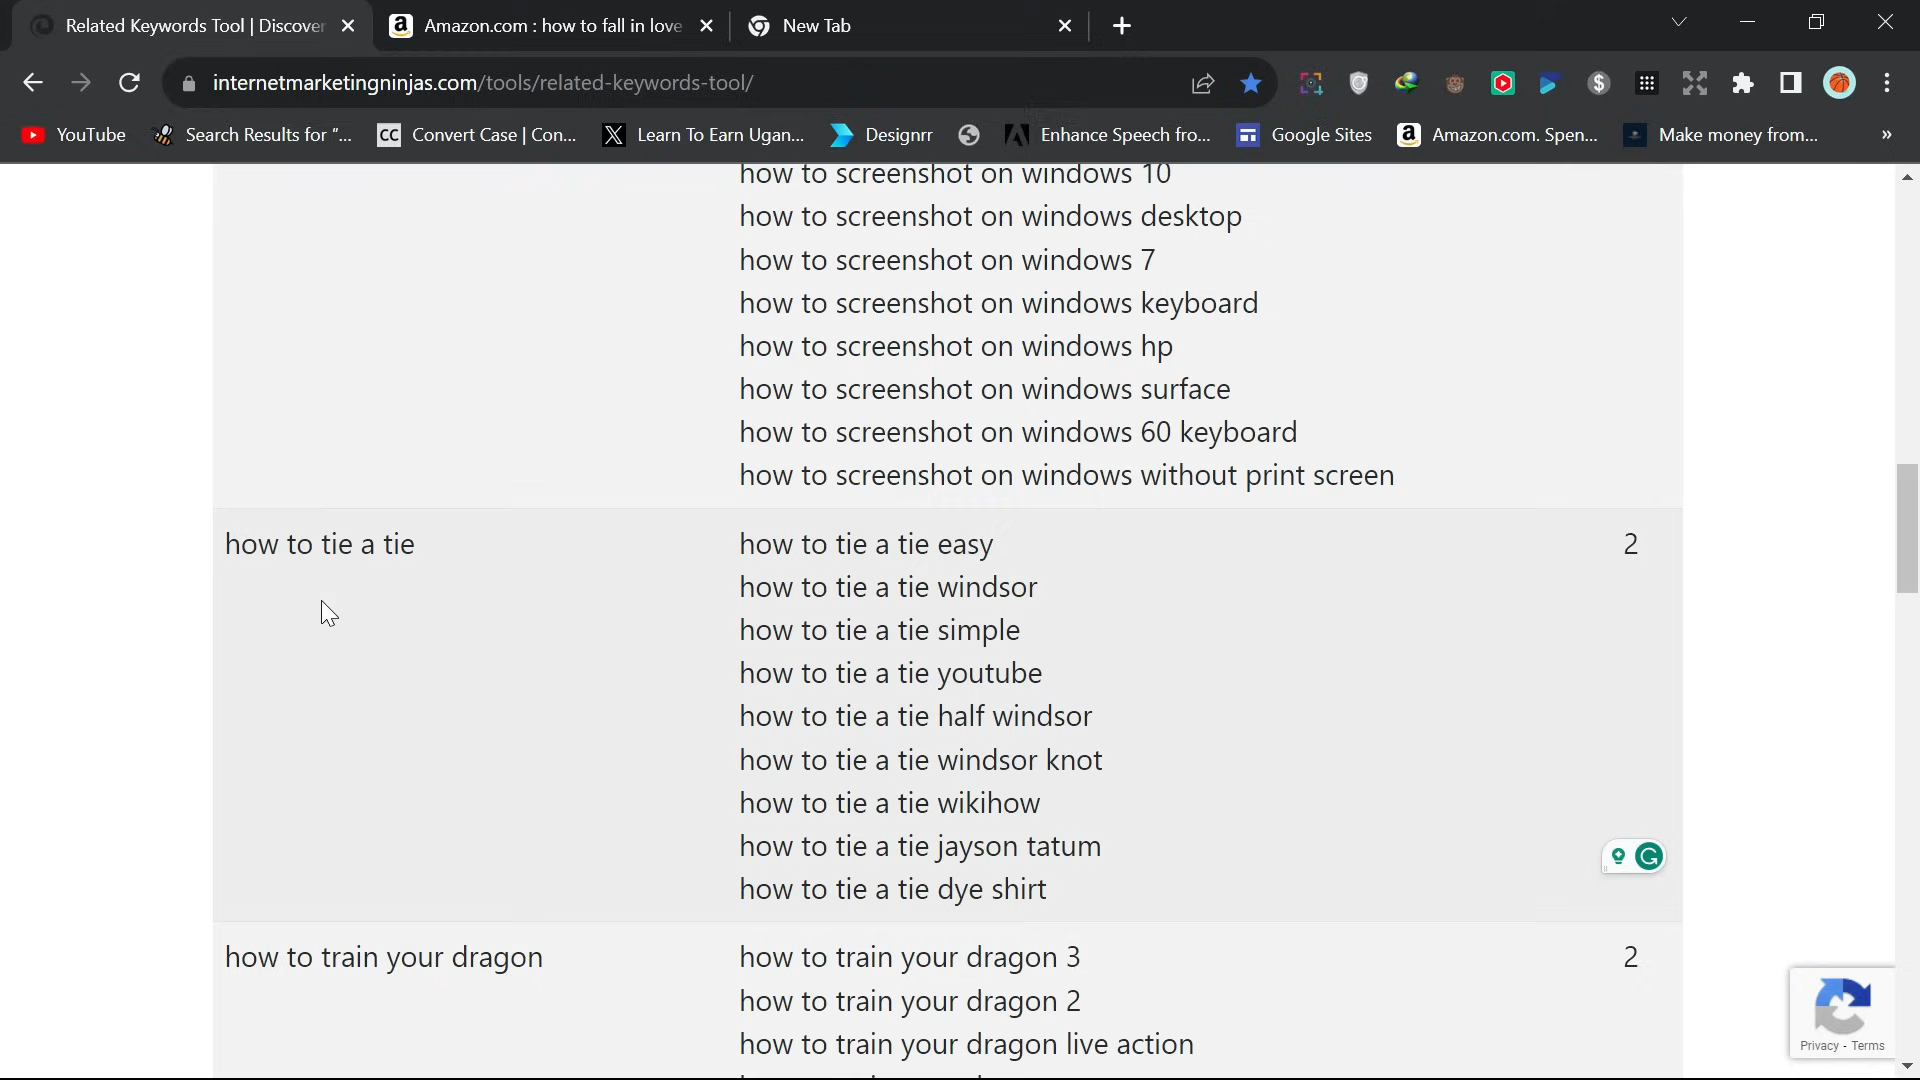 Related Keywords Tool | Discover
Amazon.com : how to fall in love
New Tab
internetmarketingninjas.com/tools/related-keywords-tool/
YouTube
Search Results for “...
CC
Convert Case | Con...
Learn To Earn Ugan...
Designrr
Enhance Speech fro...
Google Sites
Amazon.com. Spen...
Make money from...
»
how to screenshot on windows 10
how to screenshot on windows desktop
how to screenshot on windows 7
how to screenshot on windows keyboard
how to screenshot on windows hp
how to screenshot on windows surface
how to screenshot on windows 60 keyboard
how to screenshot on windows without print screen
how to tie a tie
how to tie a tie easy
2
how to tie a tie windsor
how to tie a tie simple
how to tie a tie youtube
how to tie a tie half windsor
how to tie a tie windsor knot
how to tie a tie wikihow
how to tie a tie jayson tatum
how to tie a tie dye shirt
how to train your dragon
how to train your dragon 3
2
how to train your dragon 2
how to train your dragon live action
Privacy - Terms